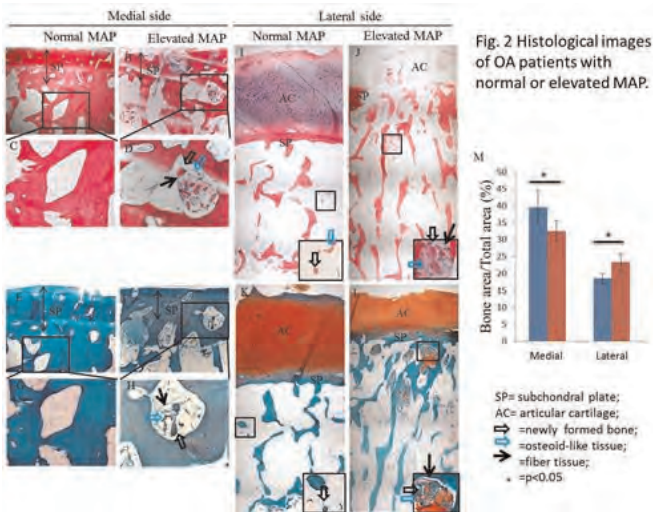 Medial side
Lateral side
Normal MAP
Elevated MAP
Normal MAP
Elevated MAP
Fig. 2 Histological images
of OA patients with
normal or elevated MAP.
SP
B
SP
I
AC
SP
J
AC
SP
C
D
SP
SP
K
AC
SP
AC
SP
G
H
M
Bone area/Total area (%)
50
45
40
35
30
25
20
15
10
5
0
*
*
Medial
Lateral
SP= subchondral plate;
AC= articular cartilage;
=newly formed bone;
=osteoid-like tissue;
=fiber tissue;
* =p<0.05